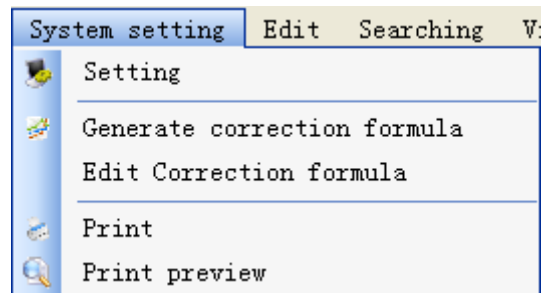 System setting Edit Searching
Setting
Generate correction formula
Edit Correction formula
Print
Print preview